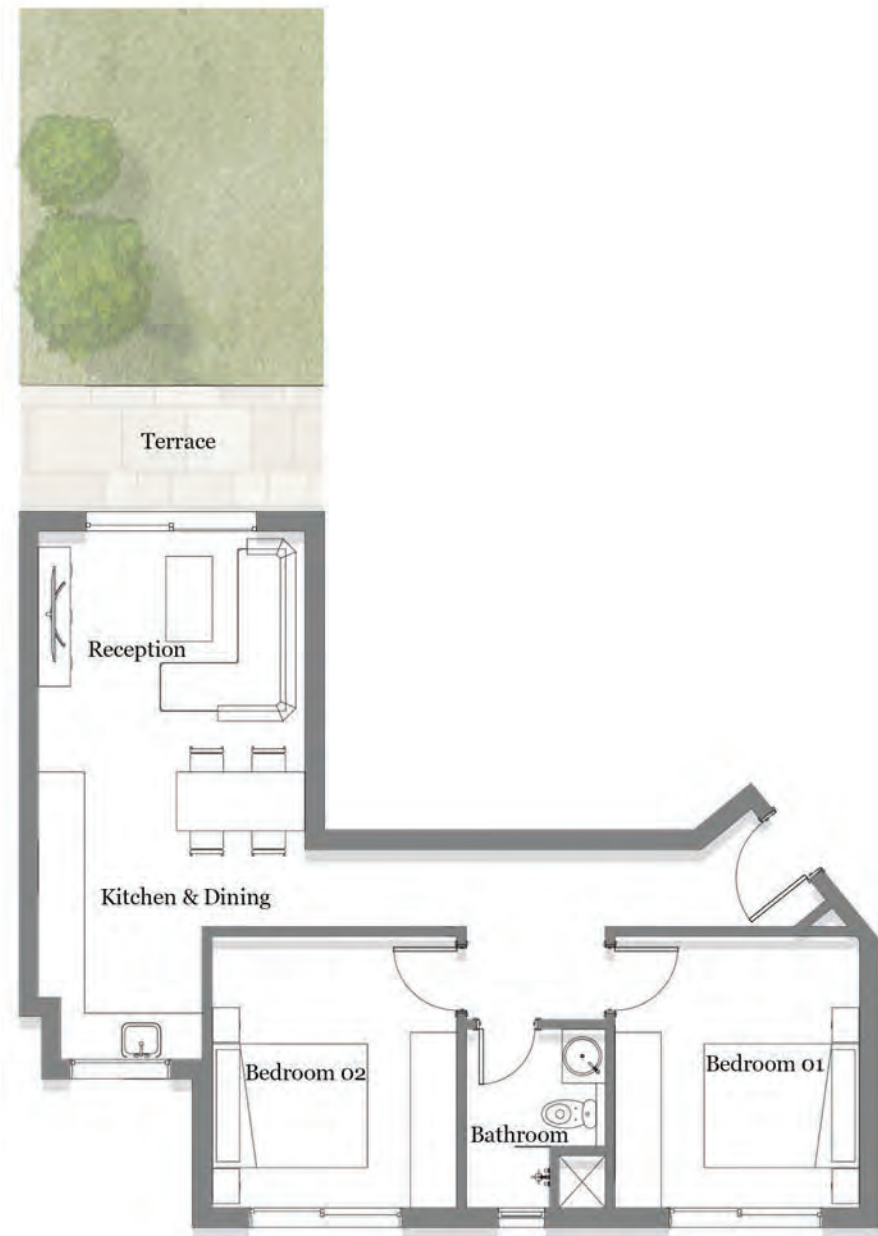 Terrace
Reception
Kitchen & Dining
Bedroom 02
Bedroom 01
Bathroom